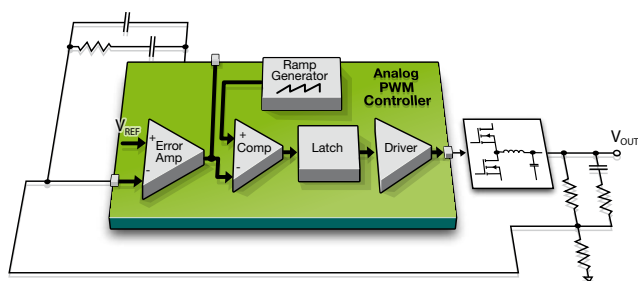 Ramp
Generator
Analog
PWM
Controller
VREF
+
Error
Amp
-
+
Comp
-
Latch
Driver
VOUT